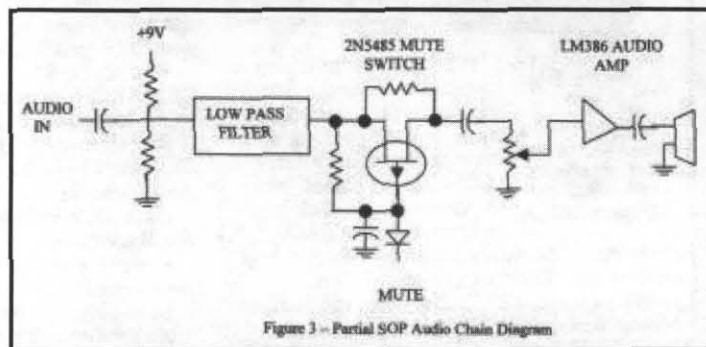 +9V
AUDIO
IN
LOW PASS
FILTER
2N5485 MUTE
SWITCH
LM386 AUDIO
AMP
MUTE
Figure 3 – Partial SOP Audio Chain Diagram